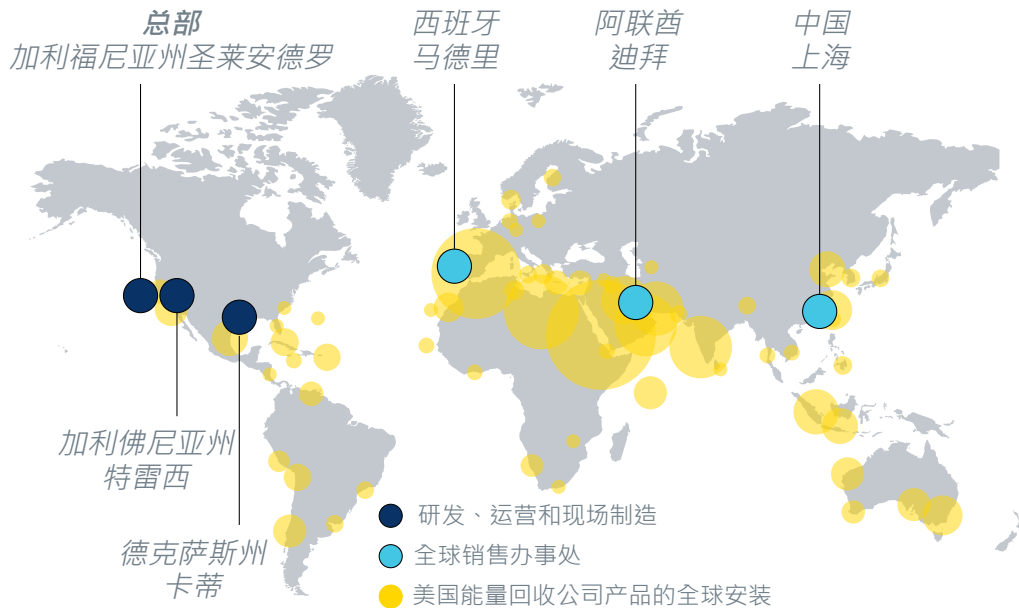 总部
加利福尼亚州圣莱安德罗
西班牙
马德里
阿联酋
迪拜
中国
上海
加利佛尼亚州
特雷西
德克萨斯州
卡蒂
研发、运营和现场制造
全球销售办事处
美国能量回收公司产品的全球安装